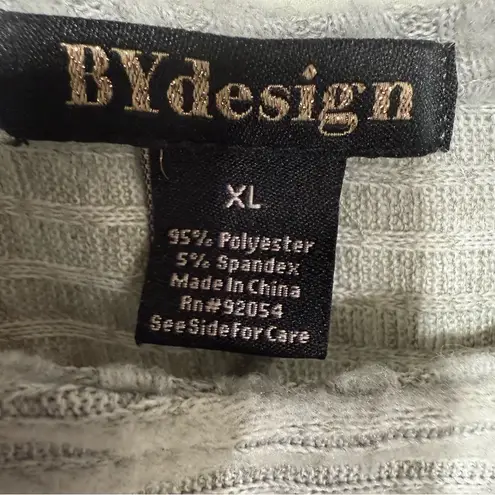 BYdesign
XL
95% Polyester
5% Spandex
Made In China
Rn#92054
See Side For Care